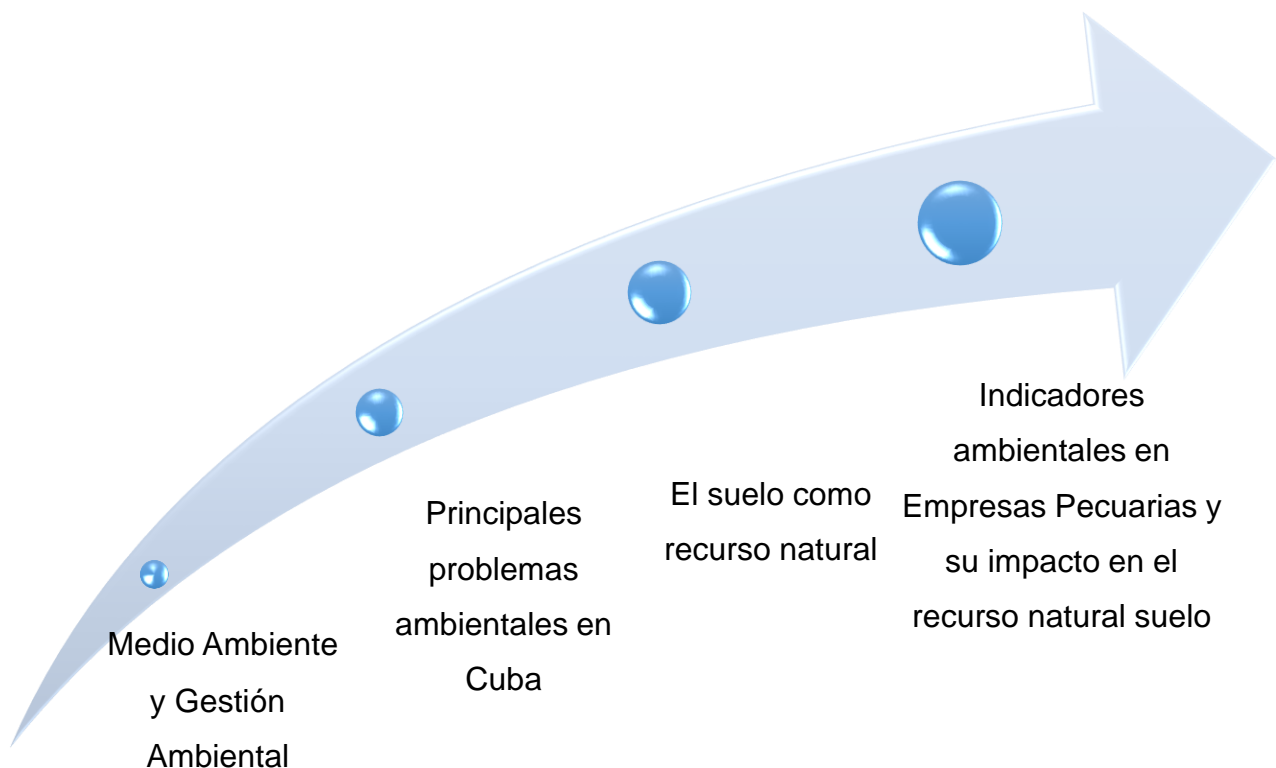 Medio Ambiente
y Gestión
Ambiental
Principales
problemas
ambientales en
Cuba
El suelo como
recurso natural
Indicadores
ambientales en
Empresas Pecuarias y
su impacto en el
recurso natural suelo